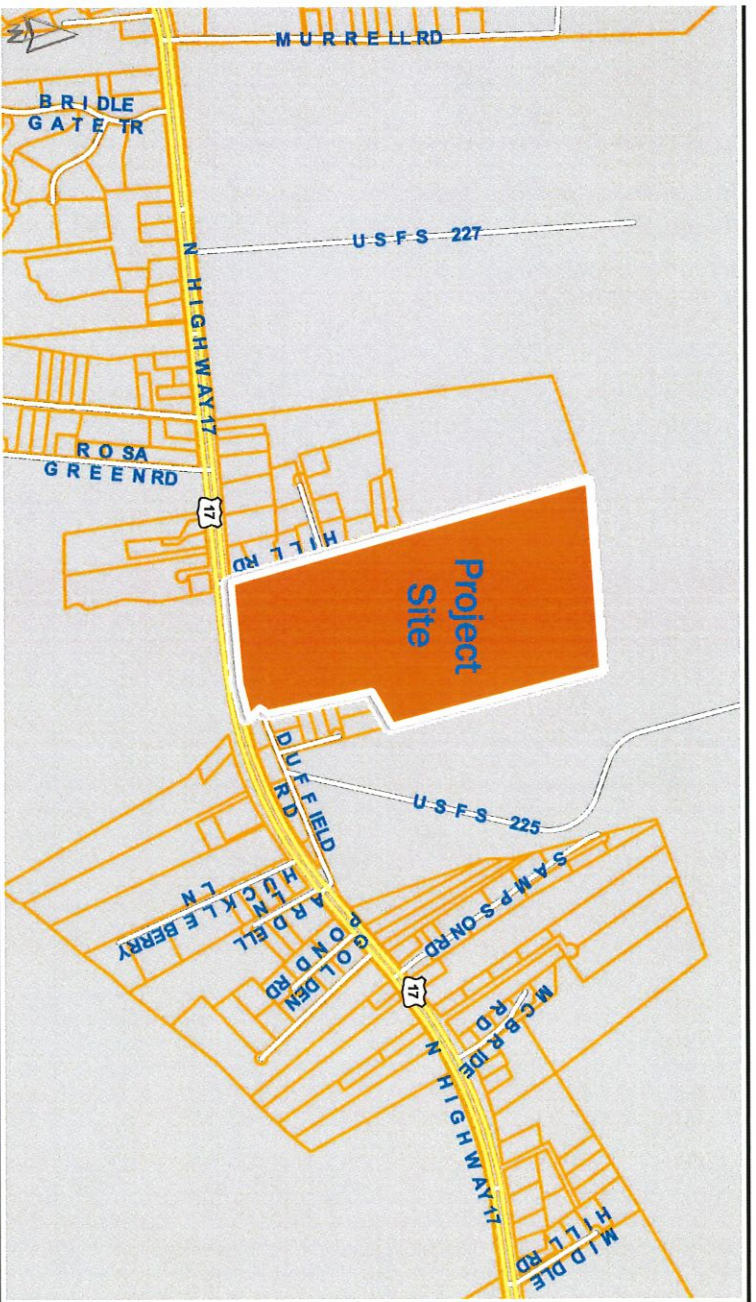 MURRELL RD
BRIDLE
GATE TR
USFS 227
N HIGHWAY 17
ROSA
GREEN RD
17
HILL RD
Project
Site
DUFFIELD
RD
USFS 225
HUCKLEBERRY
LN
ARDELL
LN
GOLDEN
POND RD
SAMPSON RD
17
MCBRIDE
RD
N HIGHWAY 17
MIDDLE
HILL RD
N